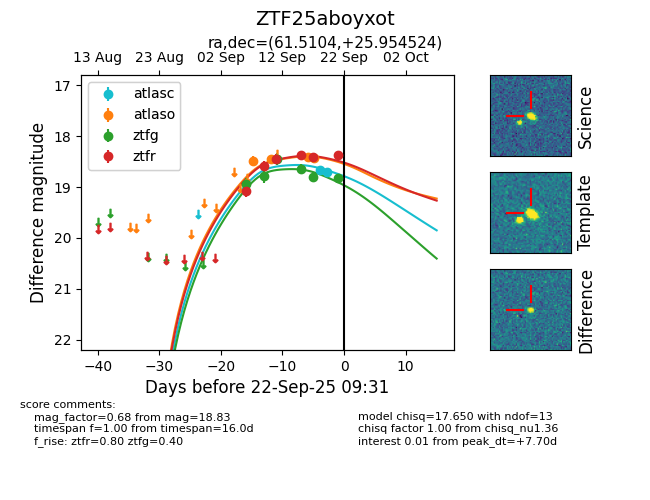 ZTF25aboyxot
ra,dec=(61.5104,+25.954524)
13 Aug 23 Aug 02 Sep 12 Sep 22 Sep 02 Oct
atlasc
atlaso
ztfg
ztfr
Difference magnitude
17
18
19
20
21
22
−40 −30 −20 −10 0 10
Days before 22-Sep-25 09:31
Science
Template
Difference
score comments:
mag_factor=0.68 from mag=18.83
timespan f=1.00 from timespan=16.0d
f_rise: ztfr=0.80 ztfg=0.40
model chisq=17.650 with ndof=13
chisq factor 1.00 from chisq_nu1.36
interest 0.01 from peak_dt=+7.70d